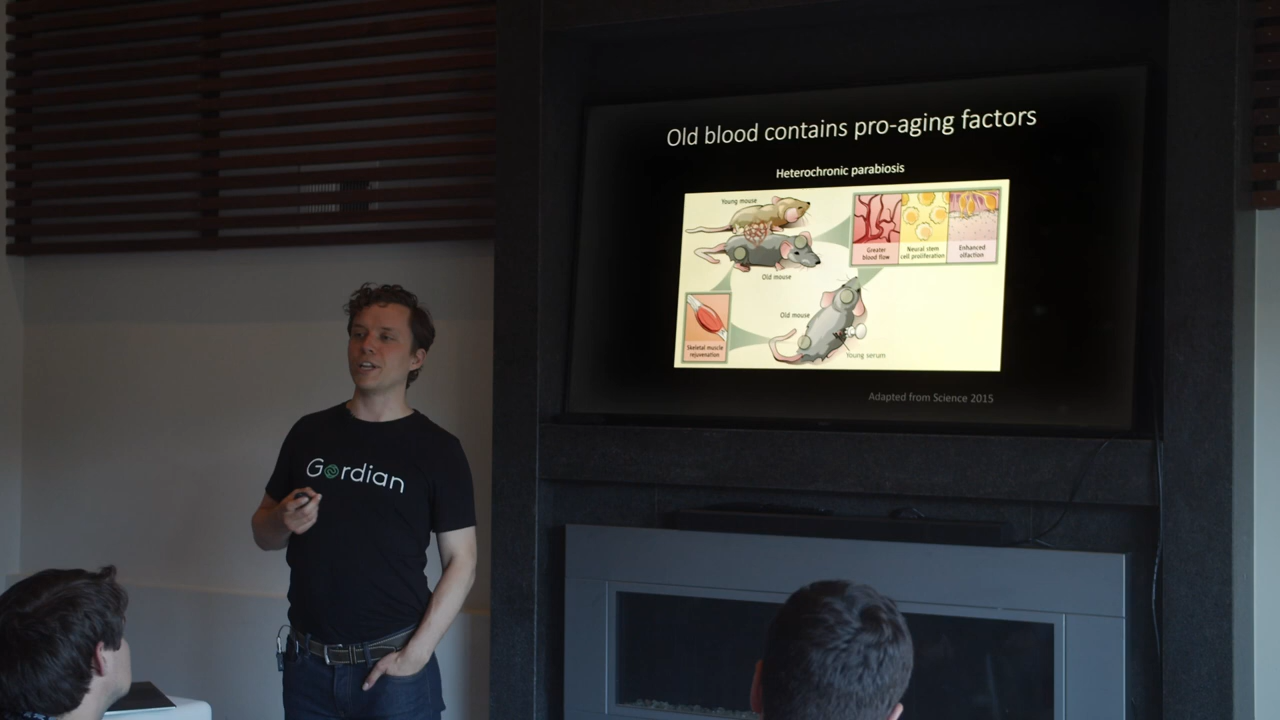 Old blood contains pro-aging factors
Heterochronic parabiosis
Young mouse
Old mouse
Greater
blood flow
Neural stem
cell proliferation
Enhanced
olfaction
Skeletal muscle
rejuvenation
Old mouse
Young serum
Adapted from Science 2015
Gordian